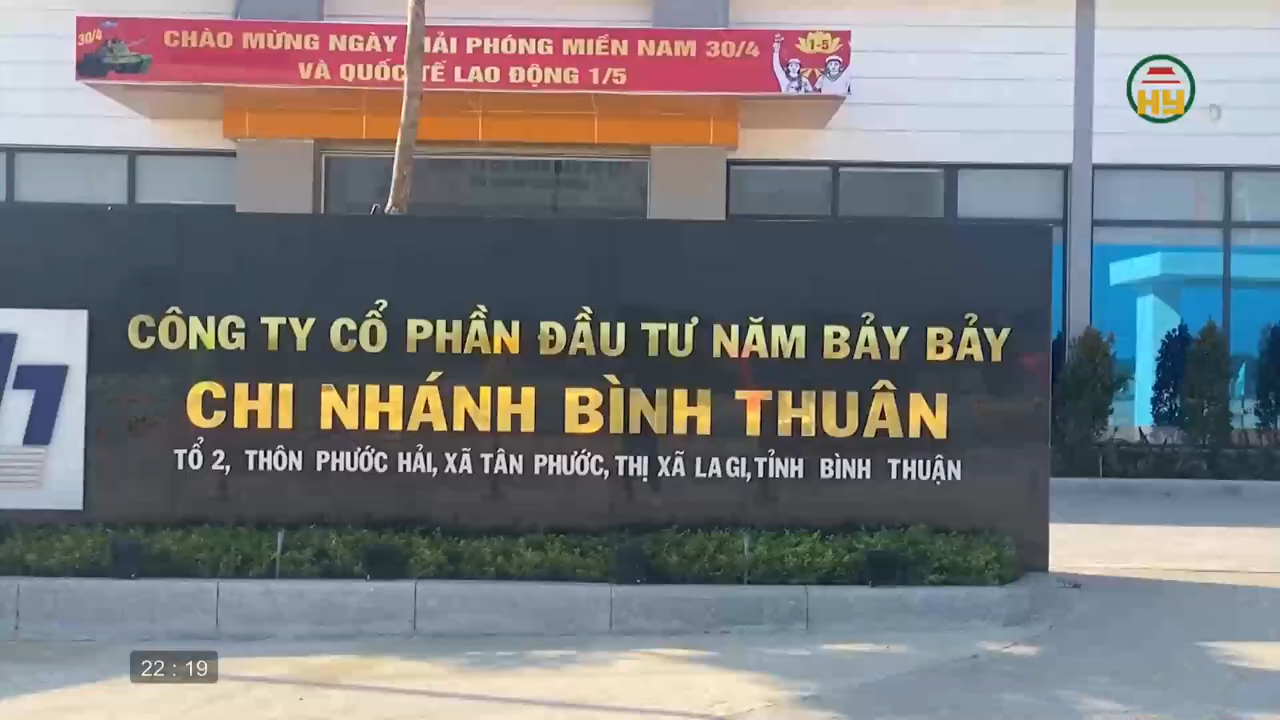 30/4
CHÀO MỪNG NGÀY GIẢI PHÓNG MIỀN NAM 30/4
VÀ QUỐC TẾ LAO ĐỘNG 1/5
1-5
HY
CÔNG TY CỔ PHẦN ĐẦU TƯ NĂM BẢY BẢY
CHI NHÁNH BÌNH THUÂN
TỔ 2, THÔN PHƯỚC HẢI, XÃ TÂN PHƯỚC, THỊ XÃ LAGI, TỈNH BÌNH THUẬN
22 : 19